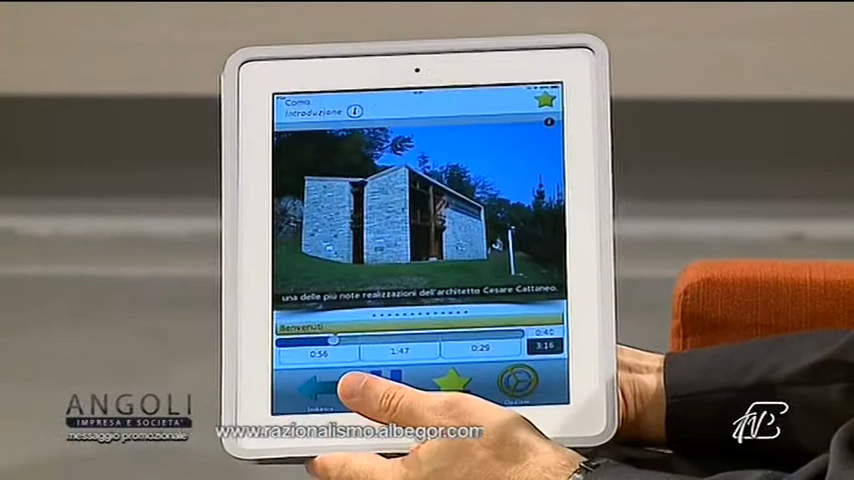 Como
Introduzione i
i
una delle più note realizzazioni dell'architetto Cesare Cattaneo.
Benvenuti
0:40
0:56
1:47
0:29
3:16
Opzioni
ANGOLI
IMPRESA E SOCIETA'
messaggio promozionale
www.razionalismo.albegor.com